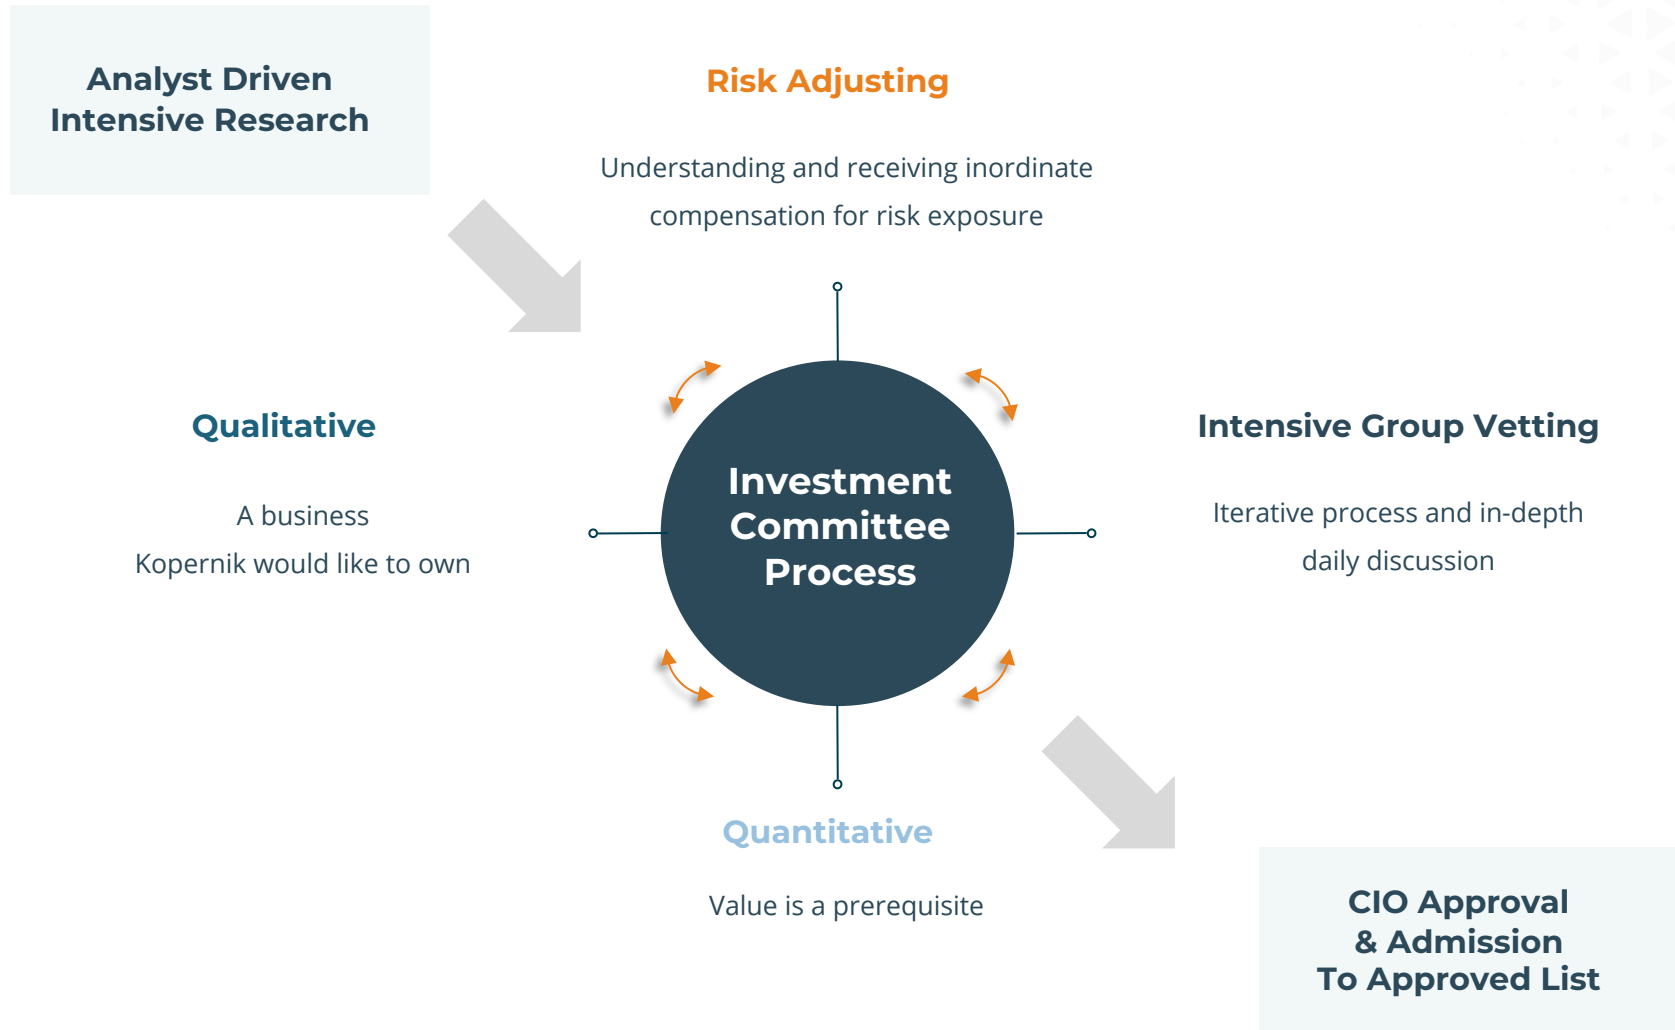 Analyst Driven
Intensive Research
Risk Adjusting
Understanding and receiving inordinate
compensation for risk exposure
Qualitative
A business
Kopernik would like to own
Investment
Committee
Process
Intensive Group Vetting
Iterative process and in-depth
daily discussion
Quantitative
Value is a prerequisite
CIO Approval
& Admission
To Approved List